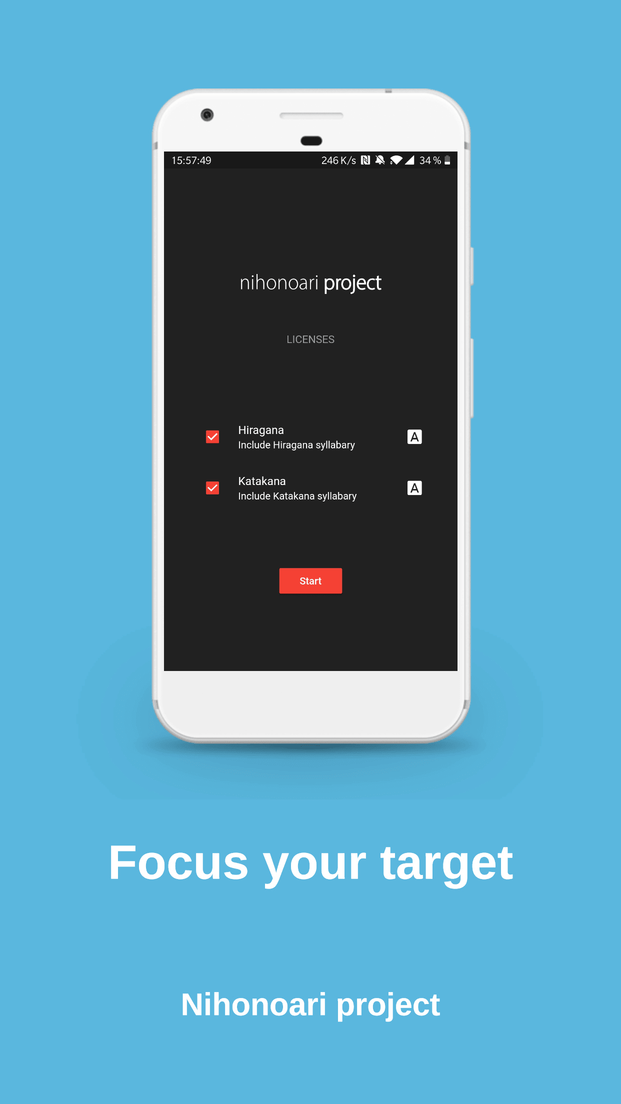 15:57:49 246 K/s 34 %
nihonoari project
LICENSES
Hiragana
Include Hiragana syllabary
A
Katakana
Include Katakana syllabary
A
Start
Focus your target
Nihonoari project